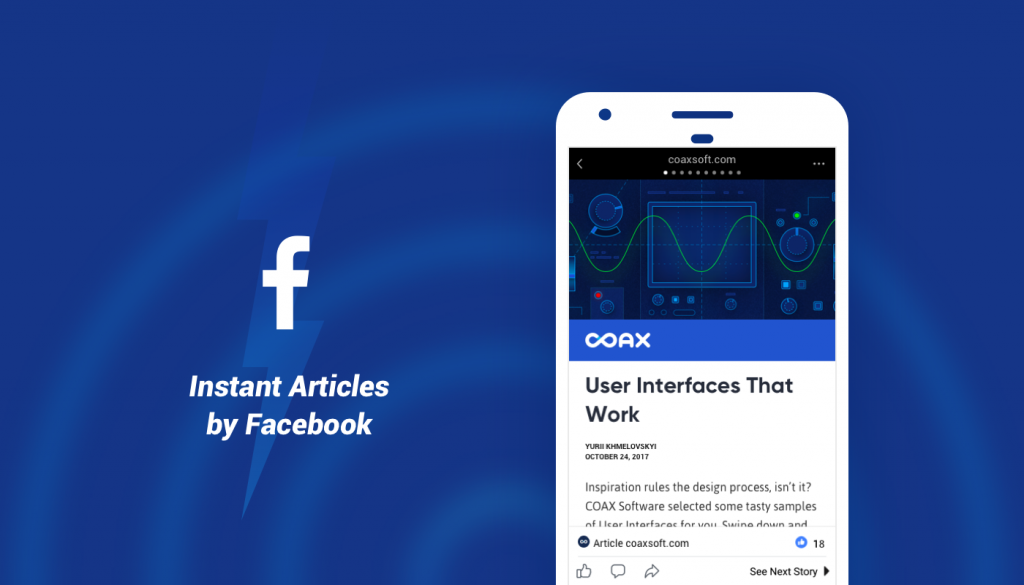 f
Instant Articles
by Facebook
coaxsoft.com
COAX
User Interfaces That
Work
YURII KHMELOVSKYI
OCTOBER 24, 2017
Inspiration rules the design process, isn’t it?
COAX Software selected some tasty samples
of User Interfaces for you. Swipe down and
Article coaxsoft.com
18
See Next Story